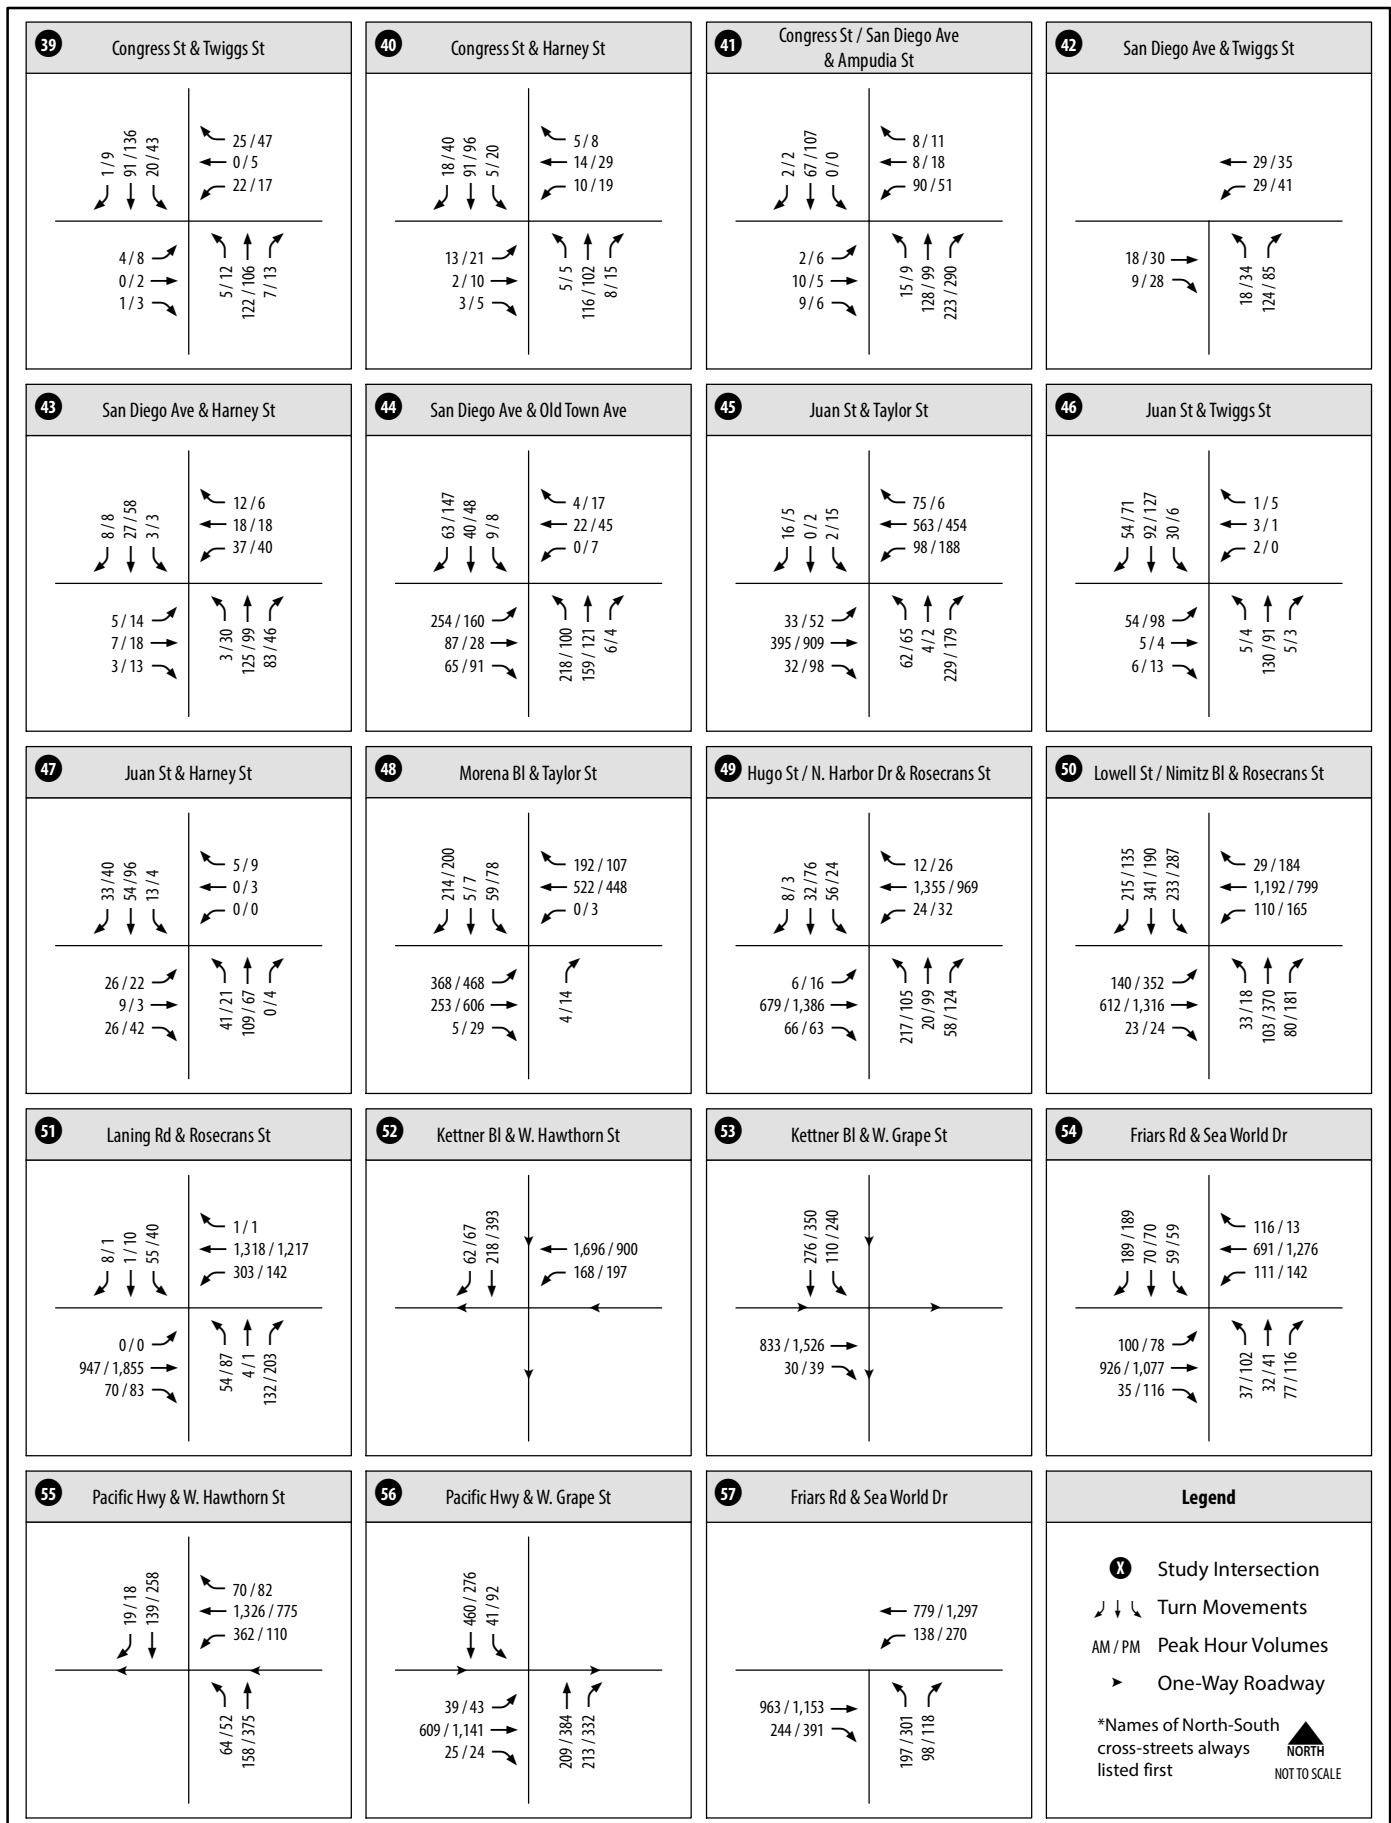 39
Congress St & Twiggs St
1 / 9
91 / 136
20 / 43
25 / 47
0 / 5
22 / 17
4 / 8
0 / 2
1 / 3
5 / 12
122 / 106
7 / 13
40
Congress St & Harney St
18 / 40
91 / 96
5 / 20
5 / 8
14 / 29
10 / 19
13 / 21
2 / 10
3 / 5
5 / 5
116 / 102
8 / 15
41
Congress St / San Diego Ave
& Ampudia St
2 / 2
67 / 107
0 / 0
8 / 11
8 / 18
90 / 51
2 / 6
10 / 5
9 / 6
15 / 9
128 / 99
223 / 290
42
San Diego Ave & Twiggs St
29 / 35
29 / 41
18 / 30
9 / 28
18 / 34
124 / 85
43
San Diego Ave & Harney St
8 / 8
27 / 58
3 / 3
12 / 6
18 / 18
37 / 40
5 / 14
7 / 18
3 / 13
3 / 30
125 / 99
83 / 46
44
San Diego Ave & Old Town Ave
63 / 147
40 / 48
9 / 8
4 / 17
22 / 45
0 / 7
254 / 160
87 / 28
65 / 91
218 / 100
159 / 121
6 / 4
45
Juan St & Taylor St
16 / 5
0 / 2
2 / 15
75 / 6
563 / 454
98 / 188
33 / 52
395 / 909
32 / 98
62 / 65
4 / 2
229 / 179
46
Juan St & Twiggs St
54 / 71
92 / 127
30 / 6
1 / 5
3 / 1
2 / 0
54 / 98
5 / 4
6 / 13
5 / 4
130 / 91
5 / 3
47
Juan St & Harney St
33 / 40
54 / 96
13 / 4
5 / 9
0 / 3
0 / 0
26 / 22
9 / 3
26 / 42
41 / 21
109 / 67
0 / 4
48
Morena Bl & Taylor St
214 / 200
5 / 7
59 / 78
192 / 107
522 / 448
0 / 3
368 / 468
253 / 606
5 / 29
4 / 14
49
Hugo St / N. Harbor Dr & Rosecrans St
8 / 3
32 / 76
56 / 24
12 / 26
1,355 / 969
24 / 32
6 / 16
679 / 1,386
66 / 63
217 / 105
20 / 99
58 / 124
50
Lowell St / Nimitz Bl & Rosecrans St
215 / 135
341 / 190
233 / 287
29 / 184
1,192 / 799
110 / 165
140 / 352
612 / 1,316
23 / 24
33 / 18
103 / 370
80 / 181
51
Laning Rd & Rosecrans St
8 / 1
1 / 10
55 / 40
1 / 1
1,318 / 1,217
303 / 142
0 / 0
947 / 1,855
70 / 83
54 / 87
4 / 1
132 / 203
52
Kettner Bl & W. Hawthorn St
62 / 67
218 / 393
1,696 / 900
168 / 197
53
Kettner Bl & W. Grape St
276 / 350
110 / 240
833 / 1,526
30 / 39
54
Friars Rd & Sea World Dr
189 / 189
70 / 70
59 / 59
116 / 13
691 / 1,276
111 / 142
100 / 78
926 / 1,077
35 / 116
37 / 102
32 / 41
77 / 116
55
Pacific Hwy & W. Hawthorn St
19 / 18
139 / 258
70 / 82
1,326 / 775
362 / 110
64 / 52
158 / 375
56
Pacific Hwy & W. Grape St
460 / 276
41 / 92
39 / 43
609 / 1,141
25 / 24
209 / 384
213 / 332
57
Friars Rd & Sea World Dr
779 / 1,297
138 / 270
963 / 1,153
244 / 391
197 / 301
98 / 118
Legend
X Study Intersection
Turn Movements
AM / PM Peak Hour Volumes
One-Way Roadway
*Names of North-South
cross-streets always
listed first
NORTH
NOT TO SCALE